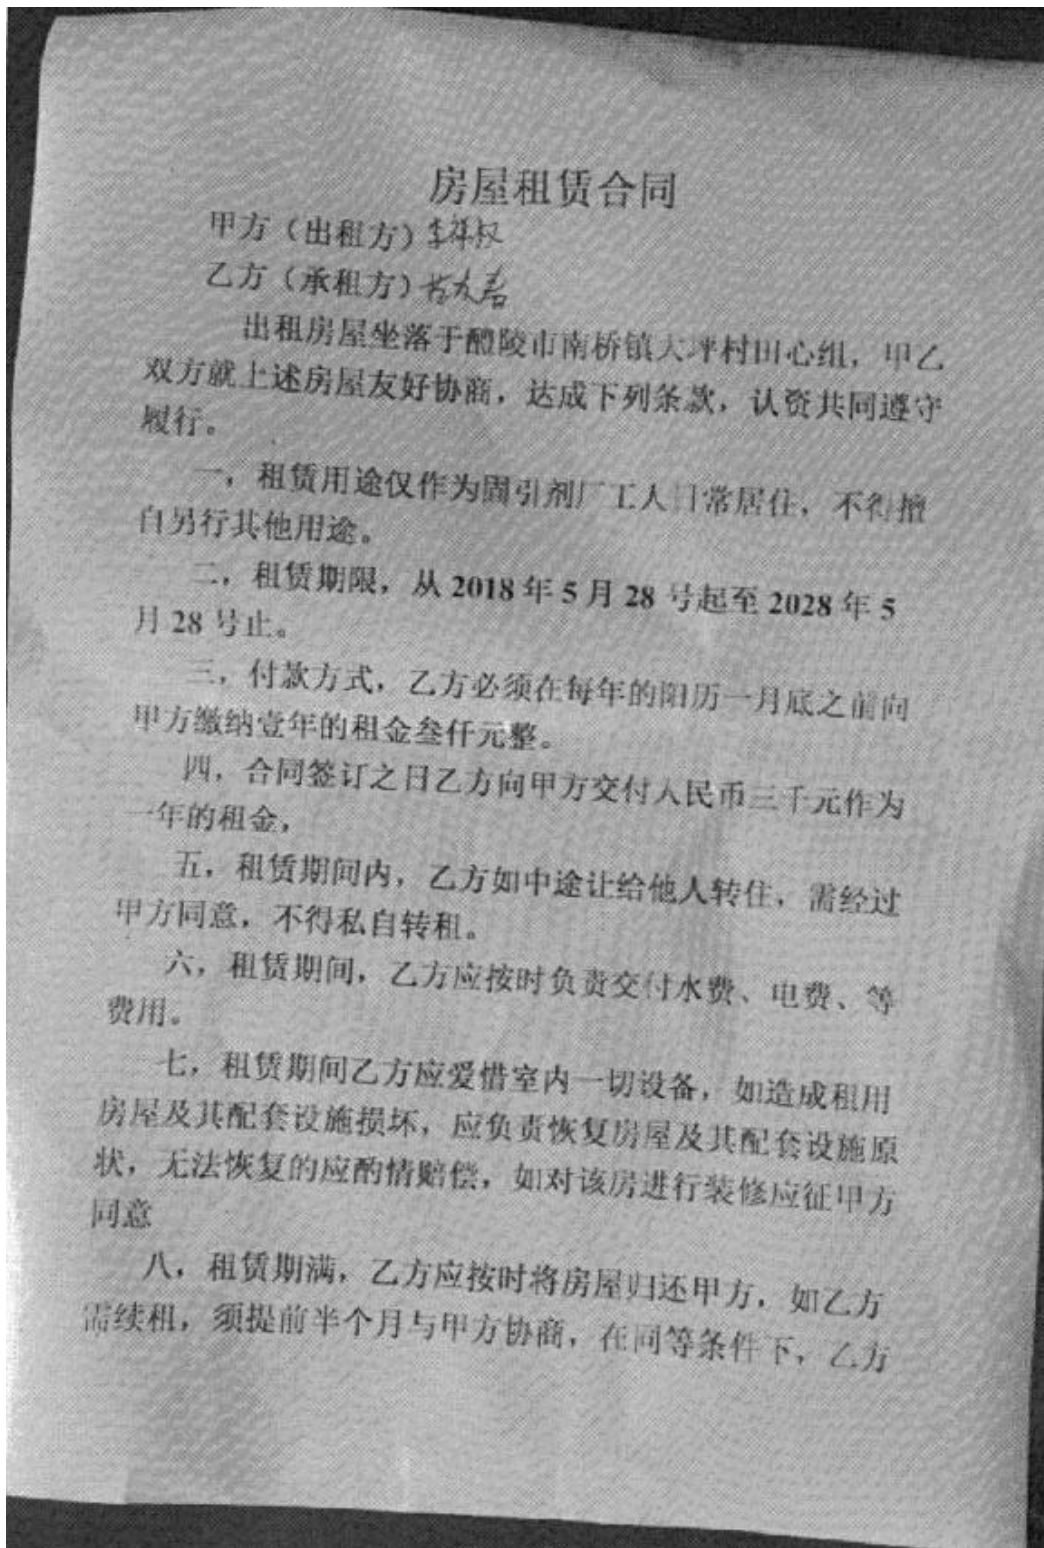 房屋租赁合同
甲方（出租方）李祥权
乙方（承租方）
出租房屋坐落于醴陵市南桥镇大坪村田心组，甲乙
双方就上述房屋友好协商，达成下列条款，认资共同遵守
履行。
一，租赁用途仅作为固引剂厂工人日常居住，不得擅
自另行其他用途。
二，租赁期限，从 2018 年 5 月 28 号起至 2028 年 5
月 28 号止。
三，付款方式，乙方必须在每年的阳历一月底之前向
甲方缴纳壹年的租金叁仟元整。
四，合同签订之日乙方向甲方交付人民币三千元作为
一年的租金，
五，租赁期间内，乙方如中途让给他人转住，需经过
甲方同意，不得私自转租。
六，租赁期间，乙方应按时负责交付水费、电费、等
费用。
七，租赁期间乙方应爱惜室内一切设备，如造成租用
房屋及其配套设施损坏，应负责恢复房屋及其配套设施原
状，无法恢复的应酌情赔偿，如对该房进行装修应征甲方
同意
八，租赁期满，乙方应按时将房屋归还甲方，如乙方
需续租，须提前半个月与甲方协商，在同等条件下，乙方